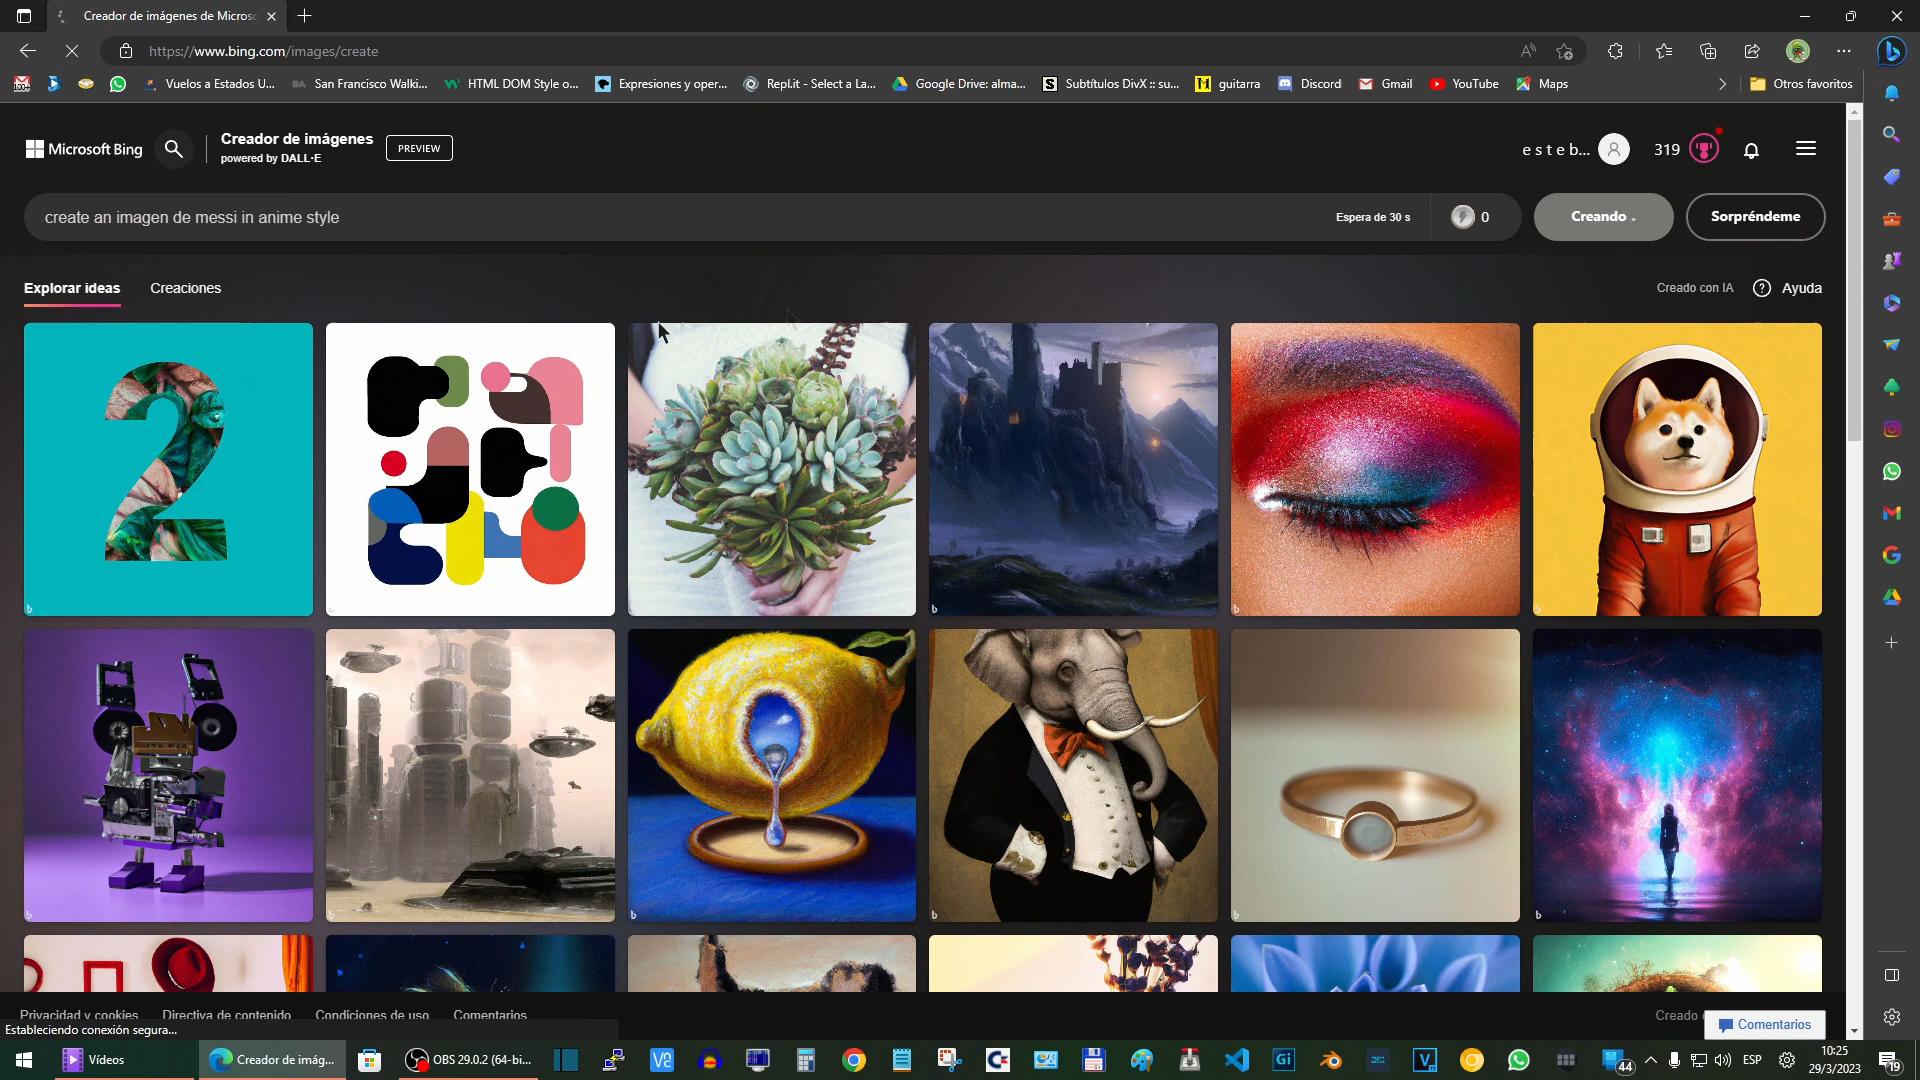 Creador de imágenes de Microsc
https://www.bing.com/images/create
Vuelos a Estados U...
San Francisco Walki...
HTML DOM Style o...
Expresiones y oper...
Repl.it - Select a La...
Google Drive: alma...
Subtítulos DivX :: su...
guitarra
Discord
Gmail
YouTube
Maps
Otros favoritos
Microsoft Bing
Creador de imágenes
powered by DALL·E
PREVIEW
e s t e b...
319
create an imagen de messi in anime style
Espera de 30 s
0
Creando .
Sorpréndeme
Explorar ideas
Creaciones
Creado con IA
Ayuda
2
Privacidad y cookies
Directiva de contenido
Condiciones de uso
Comentarios
Creado
Comentarios
Estableciendo conexión segura...
Vídeos
Creador de imág...
OBS 29.0.2 (64-bi...
44
ESP
10:25
29/3/2023
19